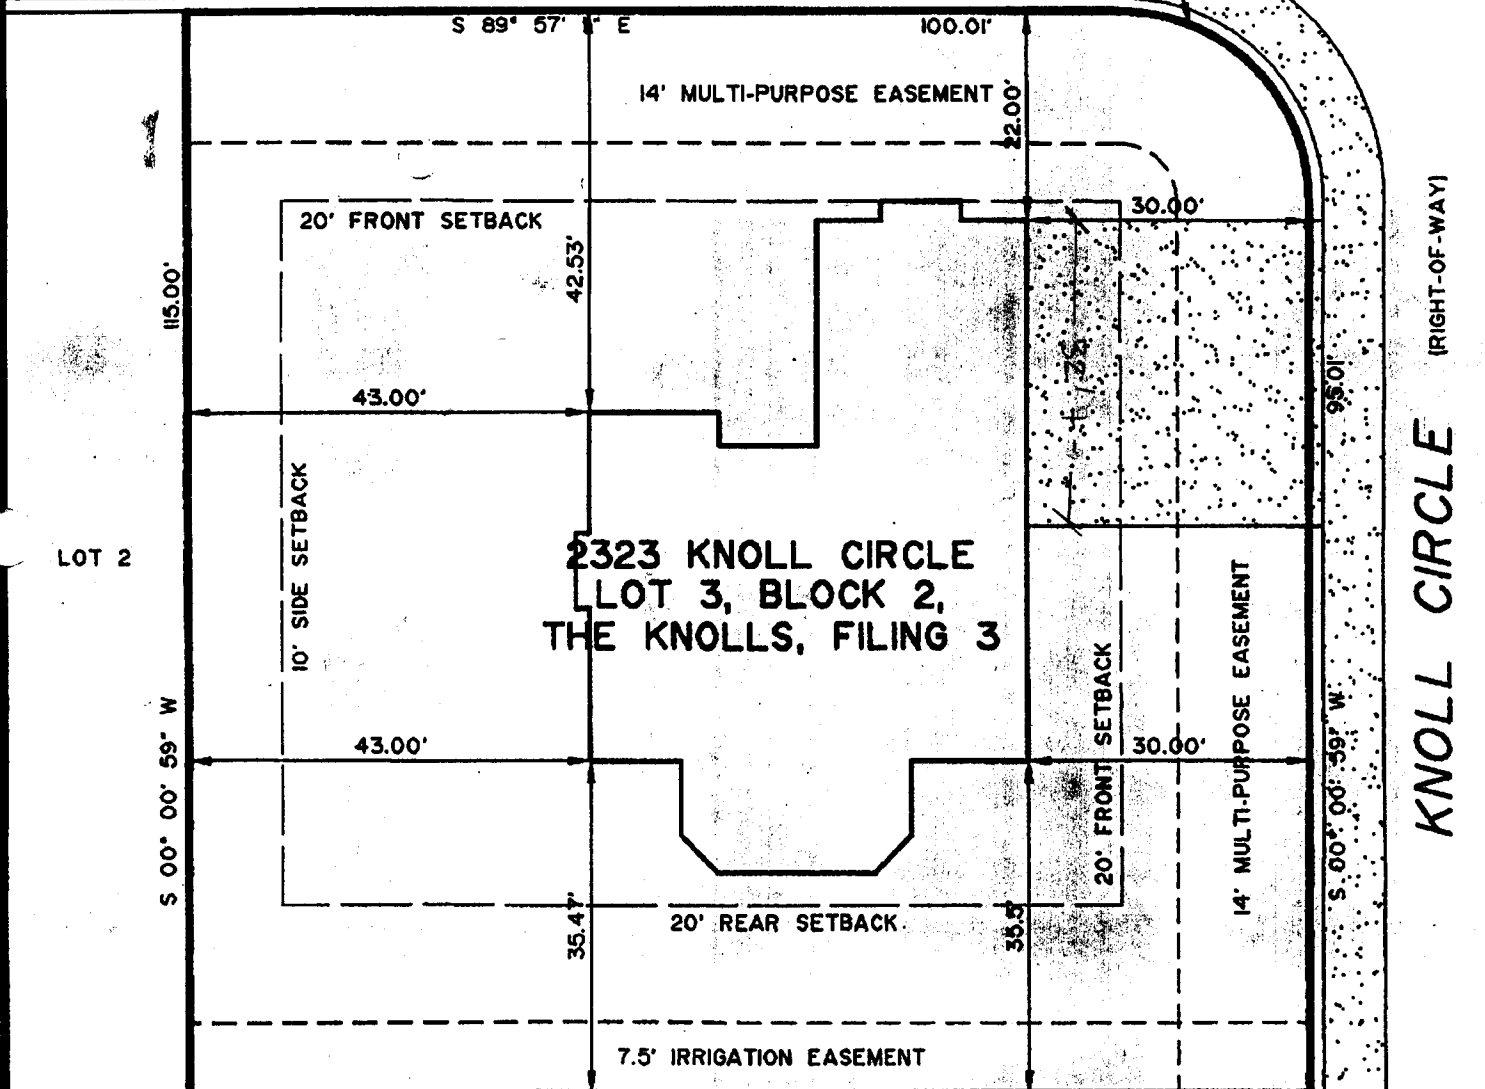 S 89° 57' E
100.01'
14' MULTI-PURPOSE EASEMENT
22.00'
20' FRONT SETBACK
30.00'
(RIGHT-OF-WAY)
42.53'
115.00'
43.00'
95.01'
KNOLL CIRCLE
LOT 2
10' SIDE SETBACK
2323 KNOLL CIRCLE
LOT 3, BLOCK 2,
THE KNOLLS, FILING 3
14' MULTI-PURPOSE EASEMENT
20' FRONT SETBACK
S 00° 00' 59" W
43.00'
30.00'
S 00° 00' 59" W
20' REAR SETBACK
35.47'
35.5'
7.5' IRRIGATION EASEMENT